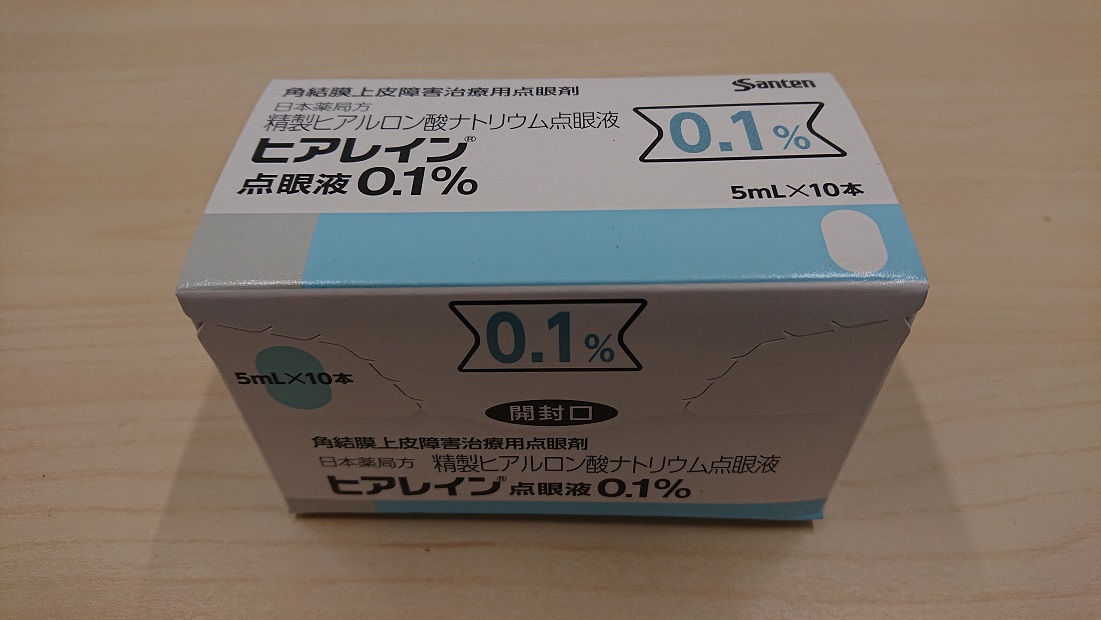 角結膜上皮障害治療用点眼剤
Santen
日本薬局方
精製ヒアルロン酸ナトリウム点眼液
ヒアレイン®
点眼液0.1%
0.1%
5mL×10本
0.1%
5mL×10本
開封口
角結膜上皮障害治療用点眼剤
日本薬局方 精製ヒアルロン酸ナトリウム点眼液
ヒアレイン®点眼液0.1%